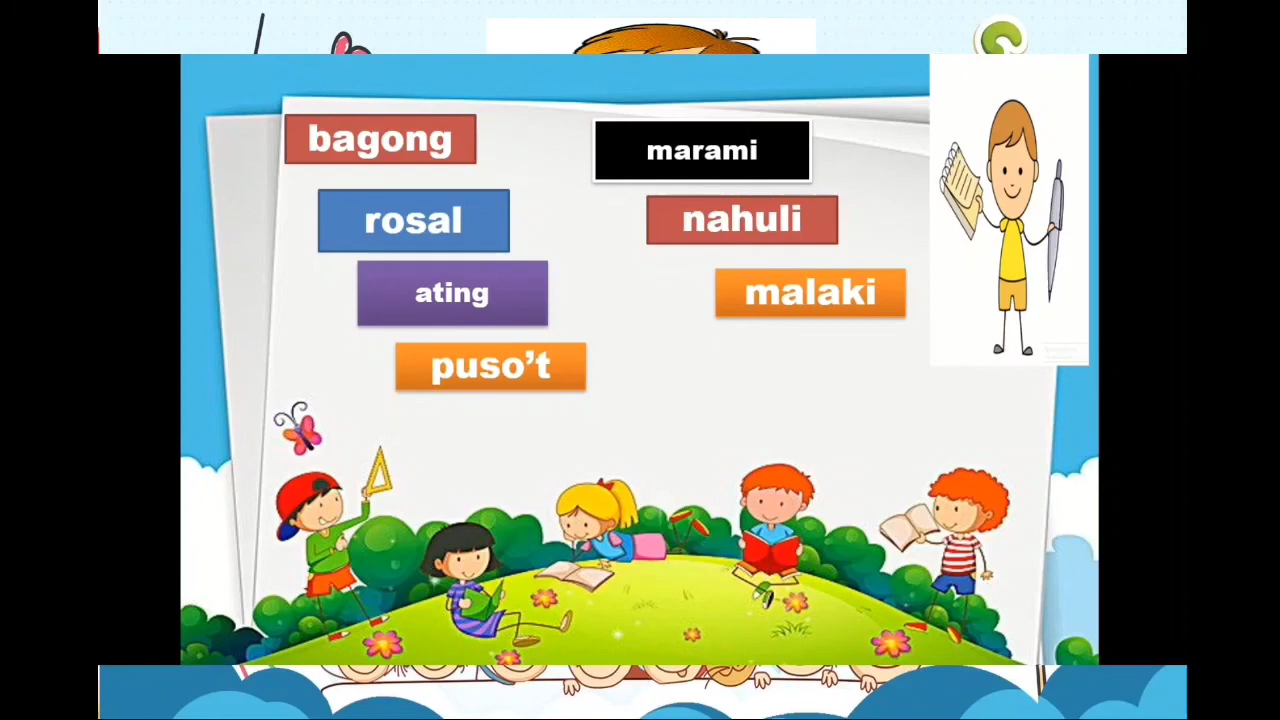 bagong
rosal
ating
puso't
marami
nahuli
malaki